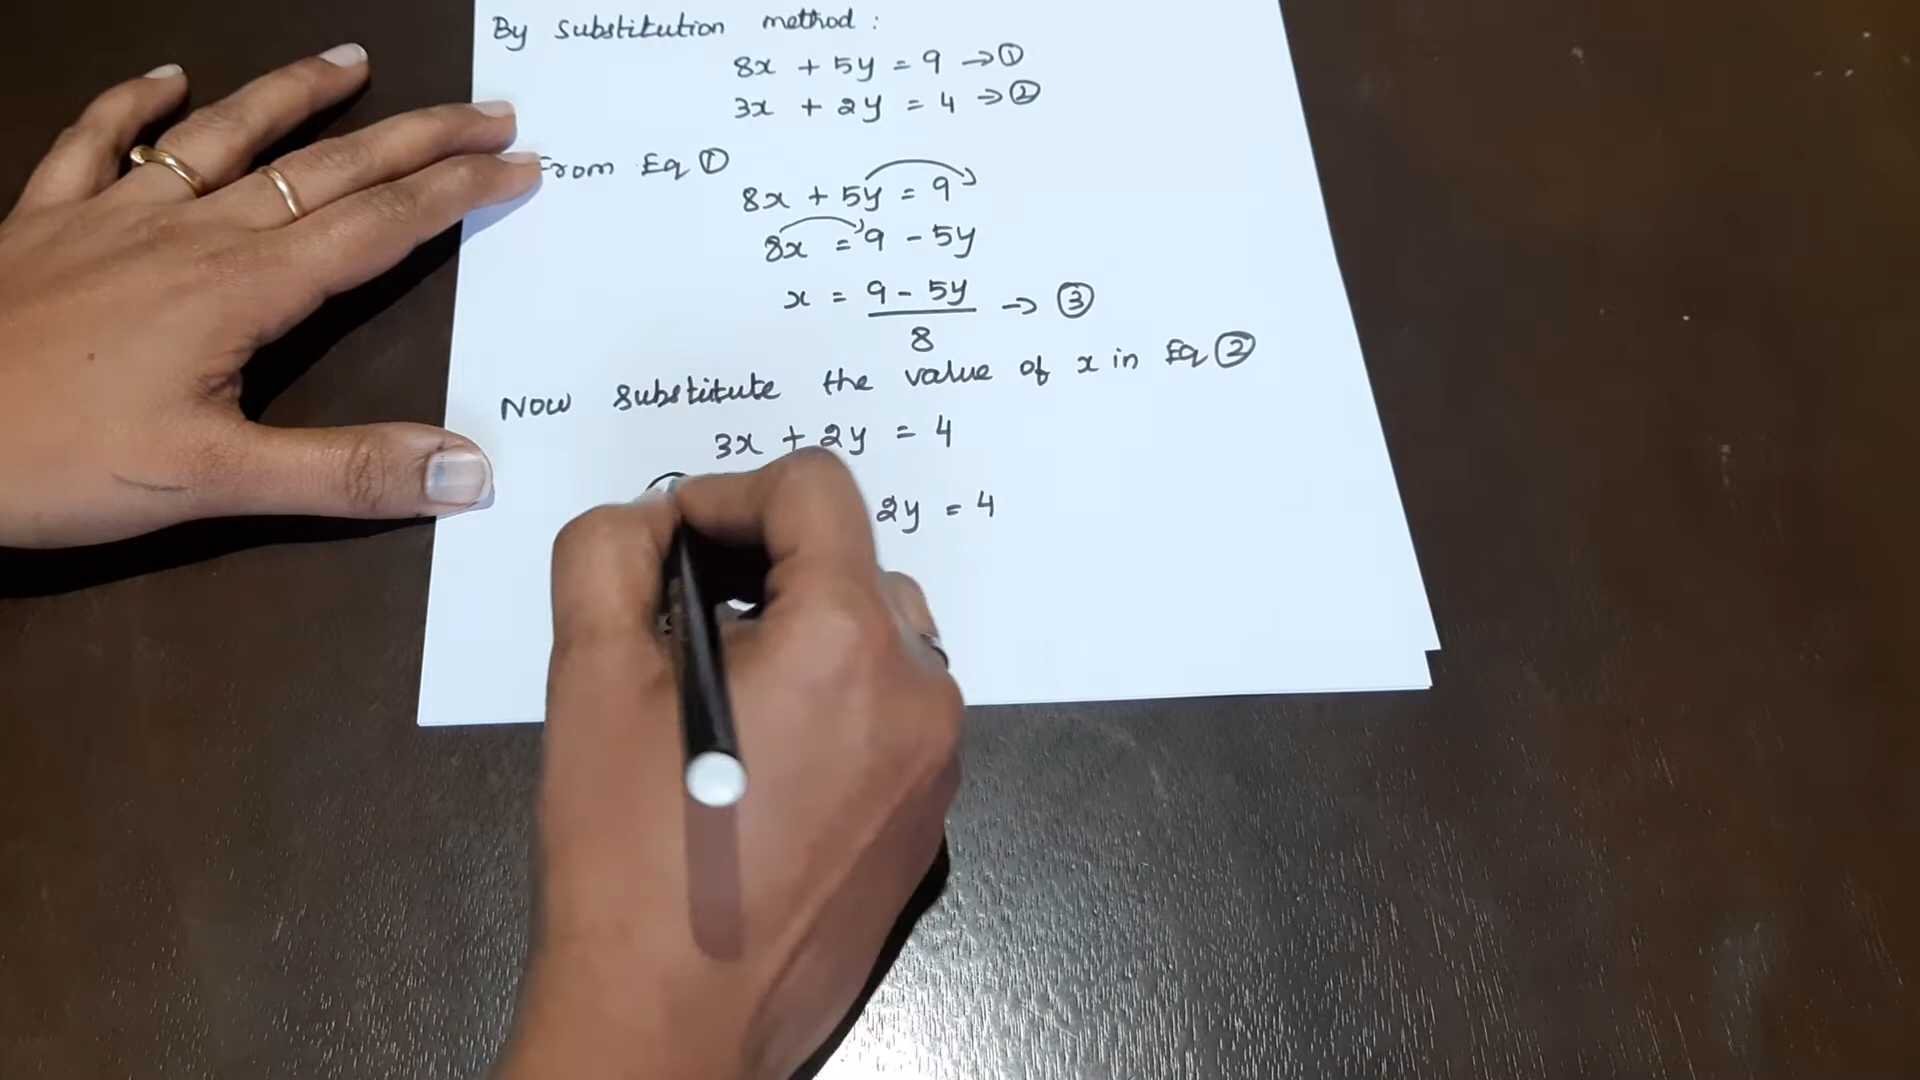 By substitution method :
8x + 5y = 9 → ①
3x + 2y = 4 → ②
From Eq ①
8x + 5y = 9
8x = 9 - 5y
x = 9 - 5y → ③
8
Now substitute the value of x in Eq ②
3x + 2y = 4
2y = 4